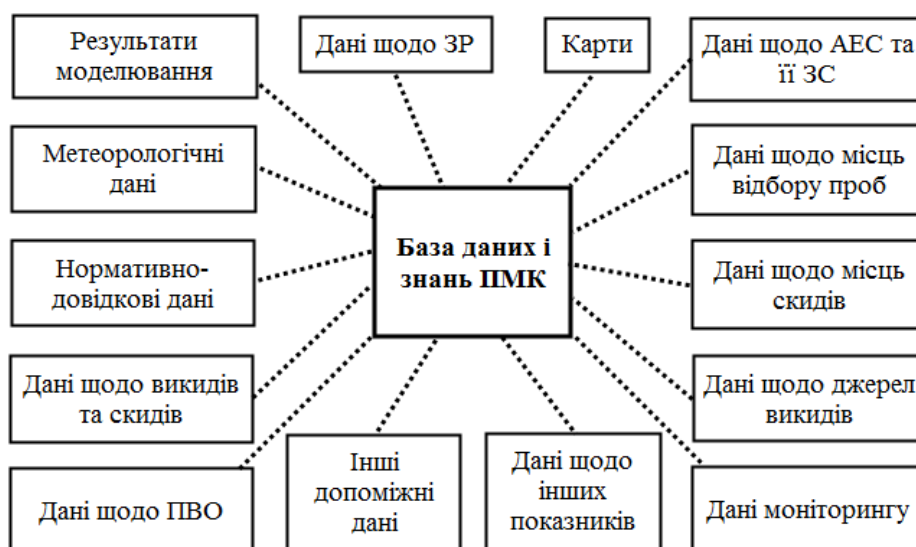 Результати
моделювання
Дані щодо ЗР
Карти
Дані щодо АЕС та
її ЗС
Метеорологічні
дані
Дані щодо місць
відбору проб
База даних і
знань ПМК
Нормативно-
довідкові дані
Дані щодо місць
скидів
Дані щодо викидів
та скидів
Дані щодо джерел
викидів
Дані щодо ПВО
Інші
допоміжні
дані
Дані щодо
інших
показників
Дані моніторингу